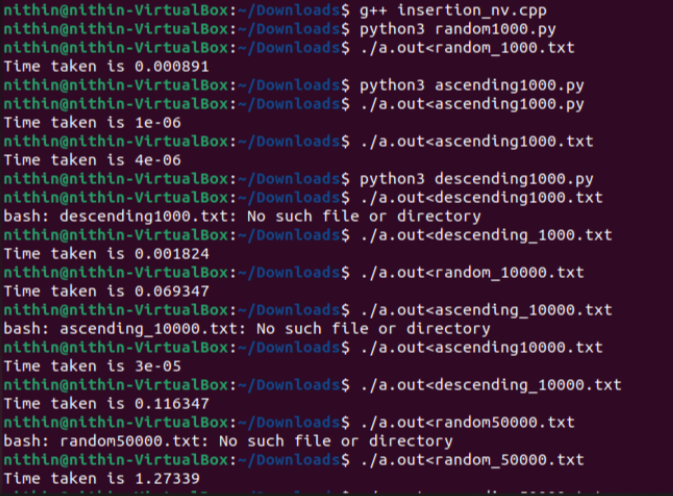 nithin@nithin-VirtualBox:~/Downloads$ g++ insertion_nv.cpp
nithin@nithin-VirtualBox:~/Downloads$ python3 random1000.py
nithin@nithin-VirtualBox:~/Downloads$ ./a.out<random_1000.txt
Time taken is 0.000891
nithin@nithin-VirtualBox:~/Downloads$ python3 ascending1000.py
nithin@nithin-VirtualBox:~/Downloads$ ./a.out<ascending1000.py
Time taken is 1e-06
nithin@nithin-VirtualBox:~/Downloads$ ./a.out<ascending1000.txt
Time taken is 4e-06
nithin@nithin-VirtualBox:~/Downloads$ python3 descending1000.py
nithin@nithin-VirtualBox:~/Downloads$ ./a.out<descending1000.txt
bash: descending1000.txt: No such file or directory
nithin@nithin-VirtualBox:~/Downloads$ ./a.out<descending_1000.txt
Time taken is 0.001824
nithin@nithin-VirtualBox:~/Downloads$ ./a.out<random_10000.txt
Time taken is 0.069347
nithin@nithin-VirtualBox:~/Downloads$ ./a.out<ascending_10000.txt
bash: ascending_10000.txt: No such file or directory
nithin@nithin-VirtualBox:~/Downloads$ ./a.out<ascending10000.txt
Time taken is 3e-05
nithin@nithin-VirtualBox:~/Downloads$ ./a.out<descending_10000.txt
Time taken is 0.116347
nithin@nithin-VirtualBox:~/Downloads$ ./a.out<random50000.txt
bash: random50000.txt: No such file or directory
nithin@nithin-VirtualBox:~/Downloads$ ./a.out<random_50000.txt
Time taken is 1.27339